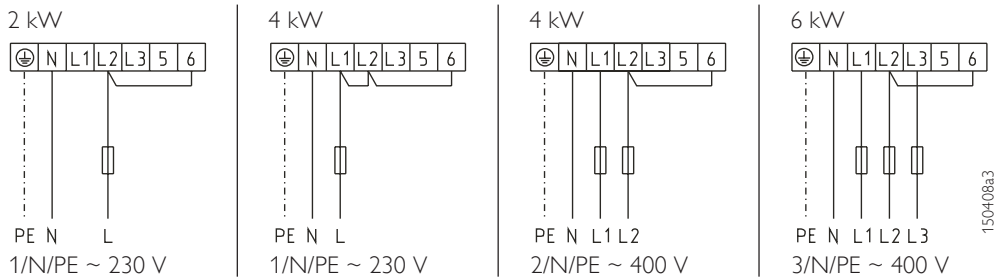 2 kW
N L1 L2 L3 5 6
PE N L
1/N/PE ~ 230 V
4 kW
N L1 L2 L3 5 6
PE N L
1/N/PE ~ 230 V
4 kW
N L1 L2 L3 5 6
PE N L1 L2
2/N/PE ~ 400 V
6 kW
N L1 L2 L3 5 6
PE N L1 L2 L3
3/N/PE ~ 400 V
150408a3